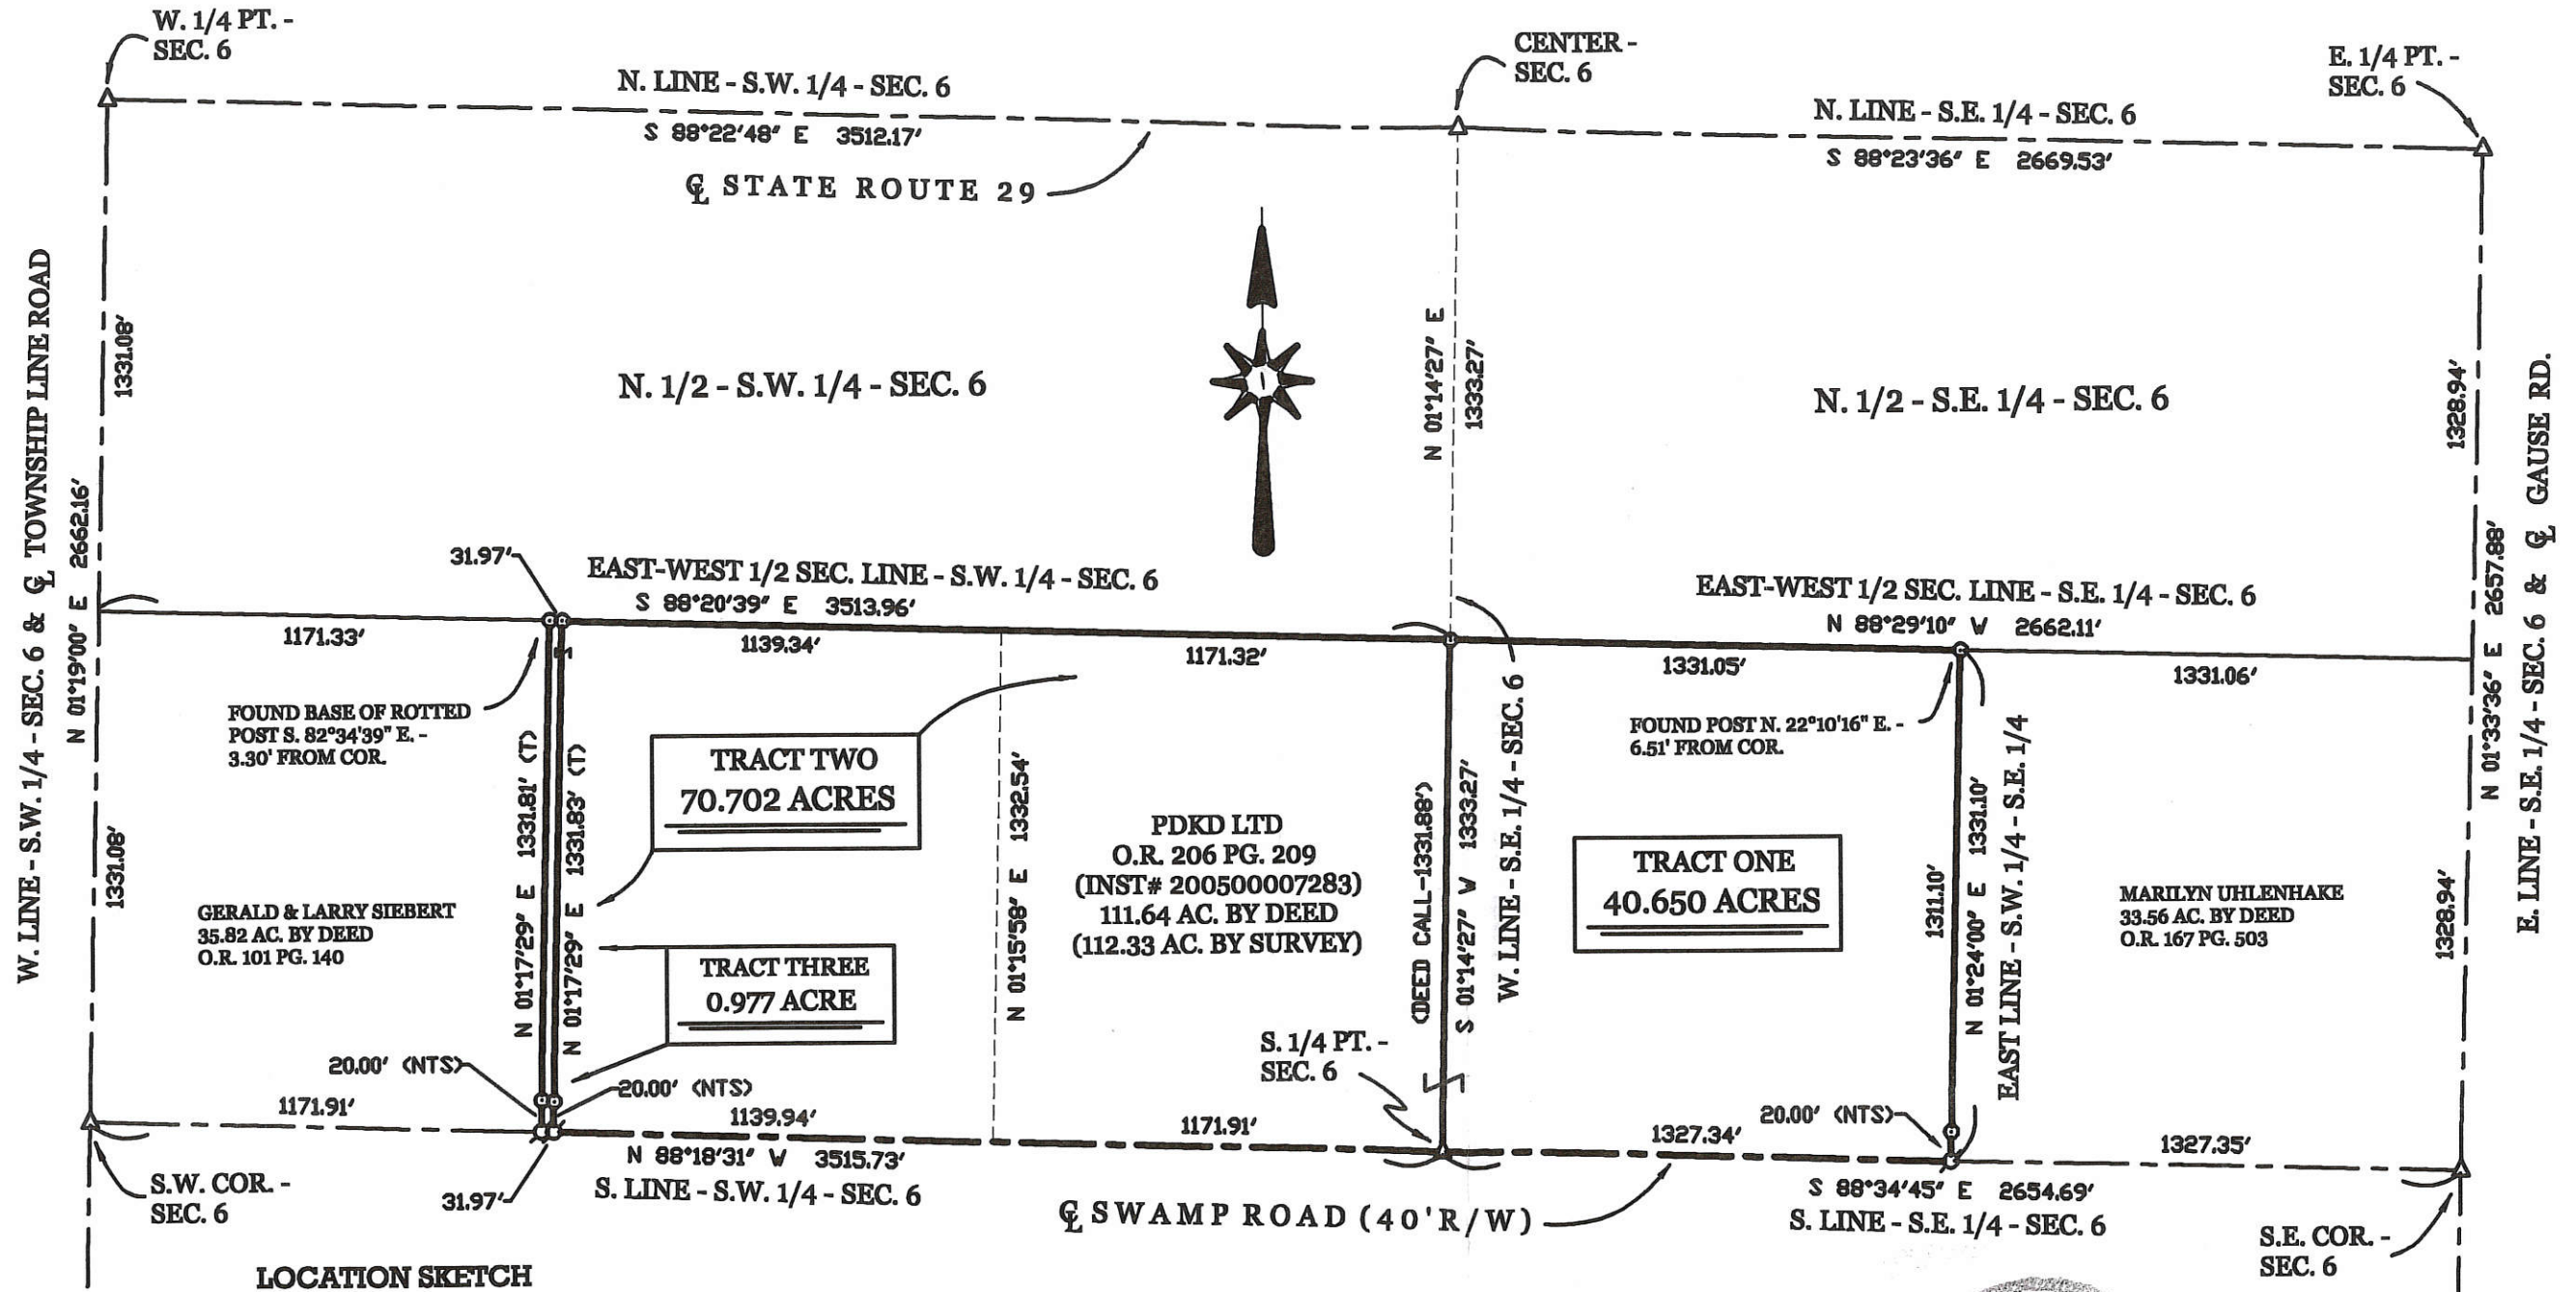 W. 1/4 PT. -
SEC. 6
CENTER -
SEC. 6
E. 1/4 PT. -
SEC. 6
N. LINE - S.W. 1/4 - SEC. 6
S 88°22'48" E 3512.17'
N. LINE - S.E. 1/4 - SEC. 6
S 88°23'36" E 2669.53'
℄ STATE ROUTE 29
W. LINE - S.W. 1/4 - SEC. 6 & ℄ TOWNSHIP LINE ROAD
N 01°19'00" E 2662.16'
1331.08'
N. 1/2 - S.W. 1/4 - SEC. 6
N 01°14'27" E
1333.27'
N. 1/2 - S.E. 1/4 - SEC. 6
1328.94'
E. LINE - S.E. 1/4 - SEC. 6 & ℄ GAUSE RD.
N 01°33'36" E 2657.88'
31.97'
EAST-WEST 1/2 SEC. LINE - S.W. 1/4 - SEC. 6
S 88°20'39" E 3513.96'
EAST-WEST 1/2 SEC. LINE - S.E. 1/4 - SEC. 6
N 88°29'10" W 2662.11'
1171.33'
1139.34'
1171.32'
1331.05'
1331.06'
FOUND BASE OF ROTTED
POST S. 82°34'39" E. -
3.30' FROM COR.
FOUND POST N. 22°10'16" E. -
6.51' FROM COR.
1331.08'
GERALD & LARRY SIEBERT
35.82 AC. BY DEED
O.R. 101 PG. 140
N 01°17'29" E 1331.81' (T)
N 01°17'29" E 1331.83' (T)
TRACT TWO
70.702 ACRES
TRACT THREE
0.977 ACRE
N 01°15'58" E 1332.54'
PDKD LTD
O.R. 206 PG. 209
(INST# 200500007283)
111.64 AC. BY DEED
(112.33 AC. BY SURVEY)
(DEED CALL-1331.88')
S 01°14'27" W 1333.27'
W. LINE - S.E. 1/4 - SEC. 6
TRACT ONE
40.650 ACRES
1311.10'
N 01°24'00" E 1331.10'
EAST LINE - S.W. 1/4 - S.E. 1/4
MARILYN UHLENHAKE
33.56 AC. BY DEED
O.R. 167 PG. 503
1328.94'
S. 1/4 PT. -
SEC. 6
20.00' (NTS)
20.00' (NTS)
20.00' (NTS)
1171.91'
1139.94'
1171.91'
1327.34'
1327.35'
N 88°18'31" W 3515.73'
S. LINE - S.W. 1/4 - SEC. 6
31.97'
S 88°34'45" E 2654.69'
S. LINE - S.E. 1/4 - SEC. 6
S.W. COR. -
SEC. 6
℄ SWAMP ROAD (40'R/W)
S.E. COR. -
SEC. 6
LOCATION SKETCH